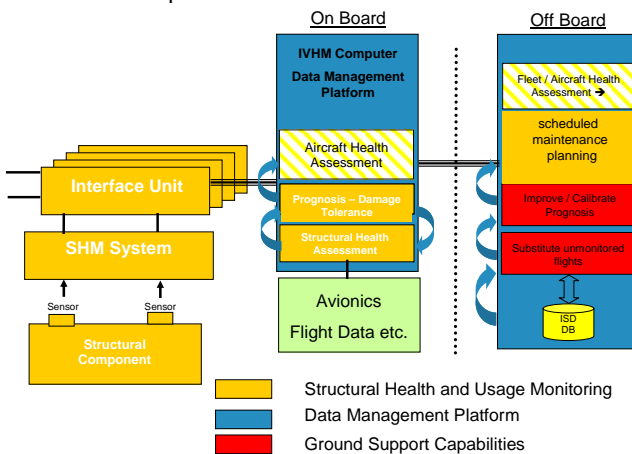 On Board
Off Board
IVHM Computer
Data Management
Platform
Aircraft Health
Assessment
Prognosis – Damage
Tolerance
Structural Health
Assessment
Avionics
Flight Data etc.
Fleet / Aircraft Health
Assessment ➔
scheduled
maintenance
planning
Improve / Calibrate
Prognosis
Substitute unmonitored
flights
ISD
DB
Interface Unit
SHM System
Sensor
Sensor
Structural
Component
Structural Health and Usage Monitoring
Data Management Platform
Ground Support Capabilities